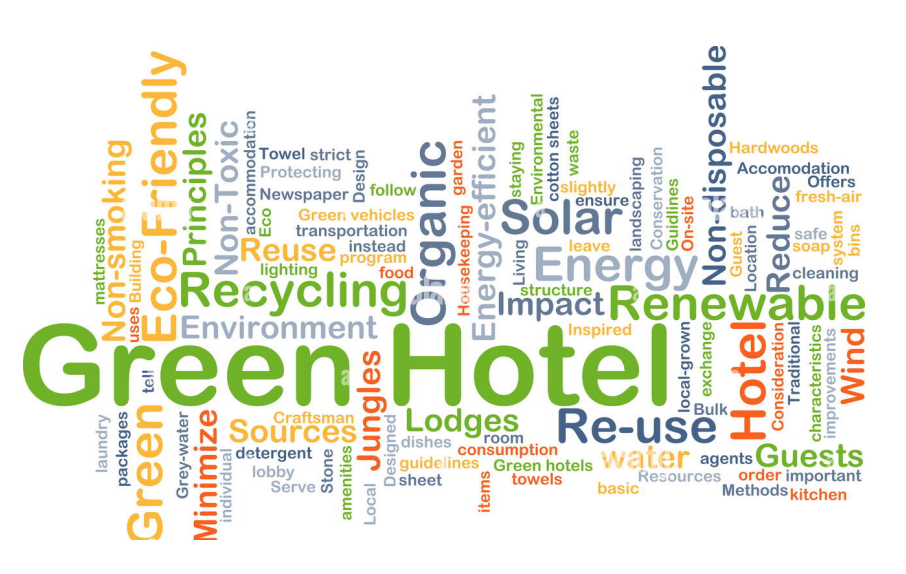 Non-disposable
Eco-Friendly
Energy-efficient
Environmental
cotton sheets
Principles
Non-Toxic
accommodation
waste
Non-smoking
Organic
garden
staying
Hardwoods
Towel strict
Design
Protecting
Newspaper
follow
landscaping
Conservation
Accomodation
Offers
slightly
ensure
Guidlines
On-site
Reduce
fresh-air
mattresses
Eco
Green vehicles
transportation
Housekeeping
Solar
bath
Guest
Location
safe
soap
system
bins
Building
Reuse
instead
program
leave
Living
Energy
lighting
food
cleaning
Recycling
structure
Impact
Renewable
uses
Environment
Inspired
Green Hotel
local-grown
exchange
Hotel
Consideration
Traditional
characteristics
improvements
Wind
tell
Jungles
laundry
packages
Green
Grey-water
Minimize
individual
Craftsman
Sources
Designed
Lodges
Re-use
Bulk
detergent
dishes
room
consumption
lobby
Stone
amenities
Local
guidelines
Green hotels
water
agents
Guests
Serve
sheet
items
towels
basic
Resources
order
important
Methods
kitchen